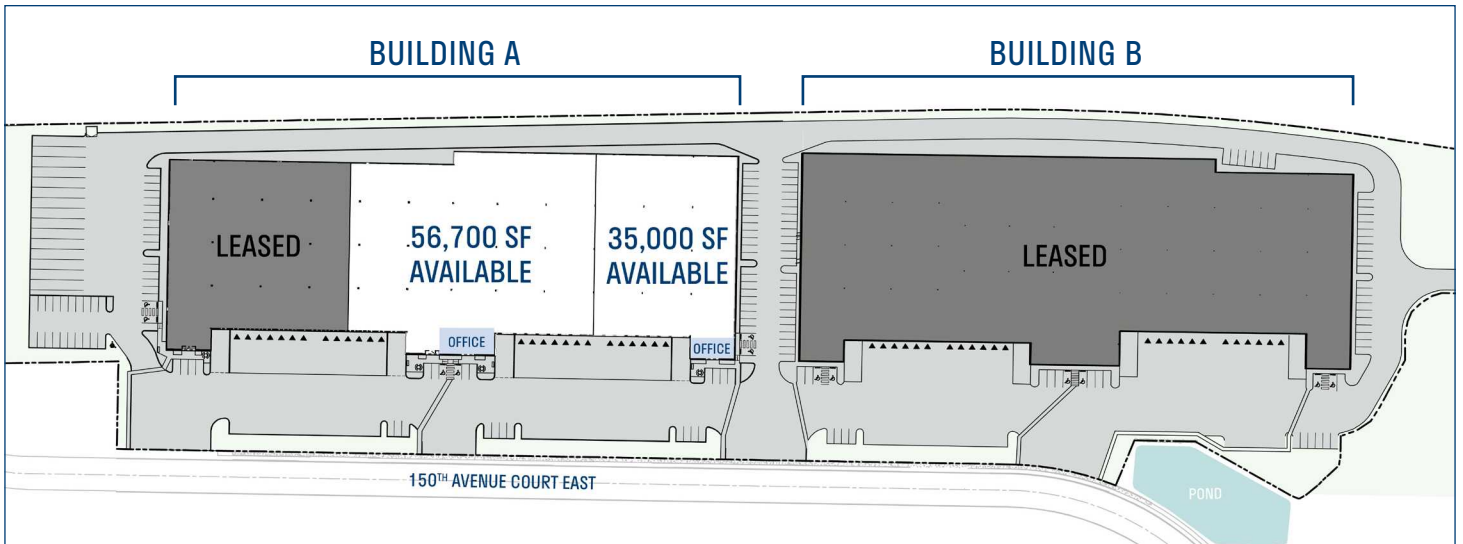 BUILDING A
BUILDING B
LEASED
56,700 SF
AVAILABLE
35,000 SF
AVAILABLE
LEASED
OFFICE
OFFICE
150TH AVENUE COURT EAST
POND